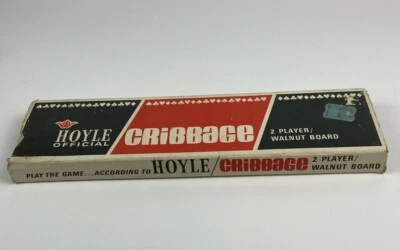 HOYLE
OFFICIAL
CRIBBAGE
2 PLAYER/
WALNUT BOARD
PLAY THE GAME...ACCORDING TO HOYLE/CRIBBAGE 2 PLAYER/
WALNUT BOARD